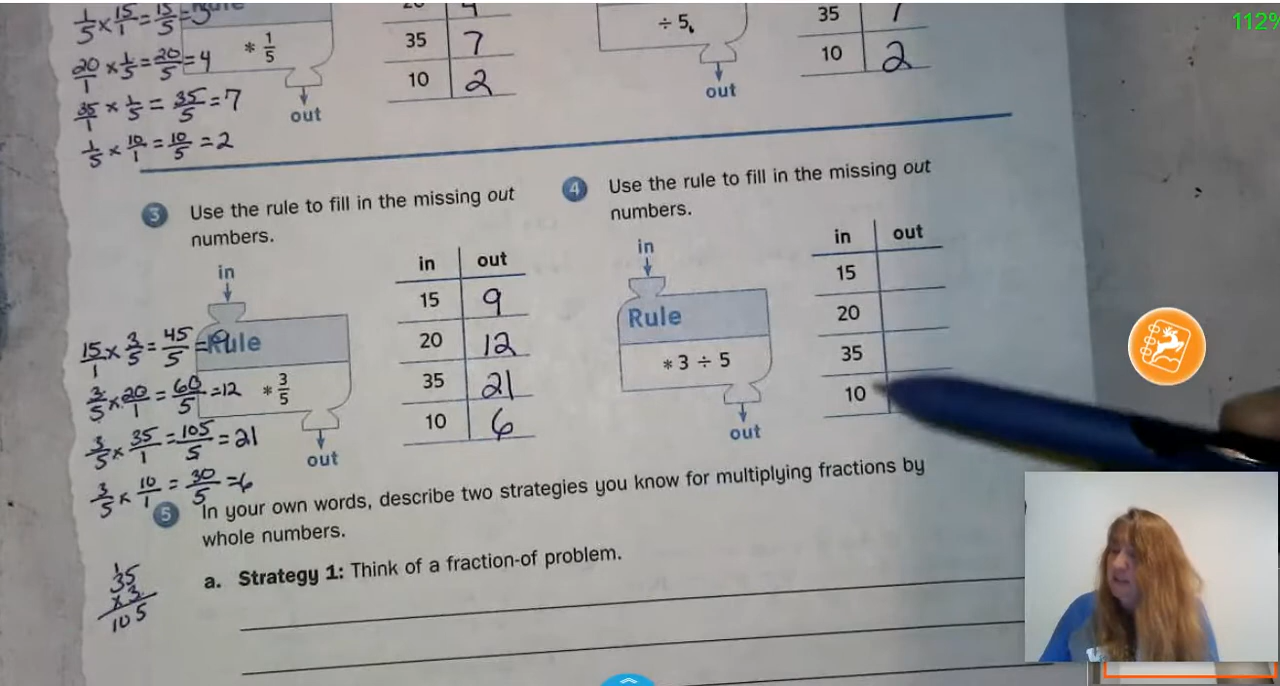 1/5 × 15/1 = 15/5 = 3
20/1 × 1/5 = 20/5 = 4
35/1 × 1/5 = 35/5 = 7
1/5 × 10/1 = 10/5 = 2
* 1/5
out
4
35 7
10 2
÷ 5
out
35 7
10 2
112%
3 Use the rule to fill in the missing out
numbers.
in
Rule
* 3/5
out
15/1 × 3/5 = 45/5 = 9
3/5 × 20/1 = 60/5 = 12
3/5 × 35/1 = 105/5 = 21
3/5 × 10/1 = 30/5 = 6
in out
15 9
20 12
35 21
10 6
4 Use the rule to fill in the missing out
numbers.
in
Rule
* 3 ÷ 5
out
in out
15
20
35
10
5 In your own words, describe two strategies you know for multiplying fractions by
whole numbers.
a. Strategy 1: Think of a fraction-of problem.
1
35
× 3
105